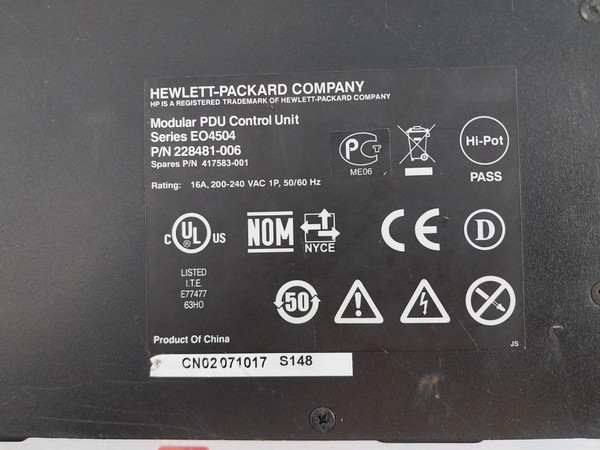 HEWLETT-PACKARD COMPANY
HP IS A REGISTERED TRADEMARK OF HEWLETT-PACKARD COMPANY
Modular PDU Control Unit
Series EO4504
P/N 228481-006
Spares P/N 417583-001
Rating: 16A, 200-240 VAC 1P, 50/60 Hz
PCT
ME06
Hi-Pot
PASS
c UL ® US
LISTED
I.T.E.
E77477
63HO
NOM
NYCE
CE
D
50
Product Of China
JS
CN02071017 S148